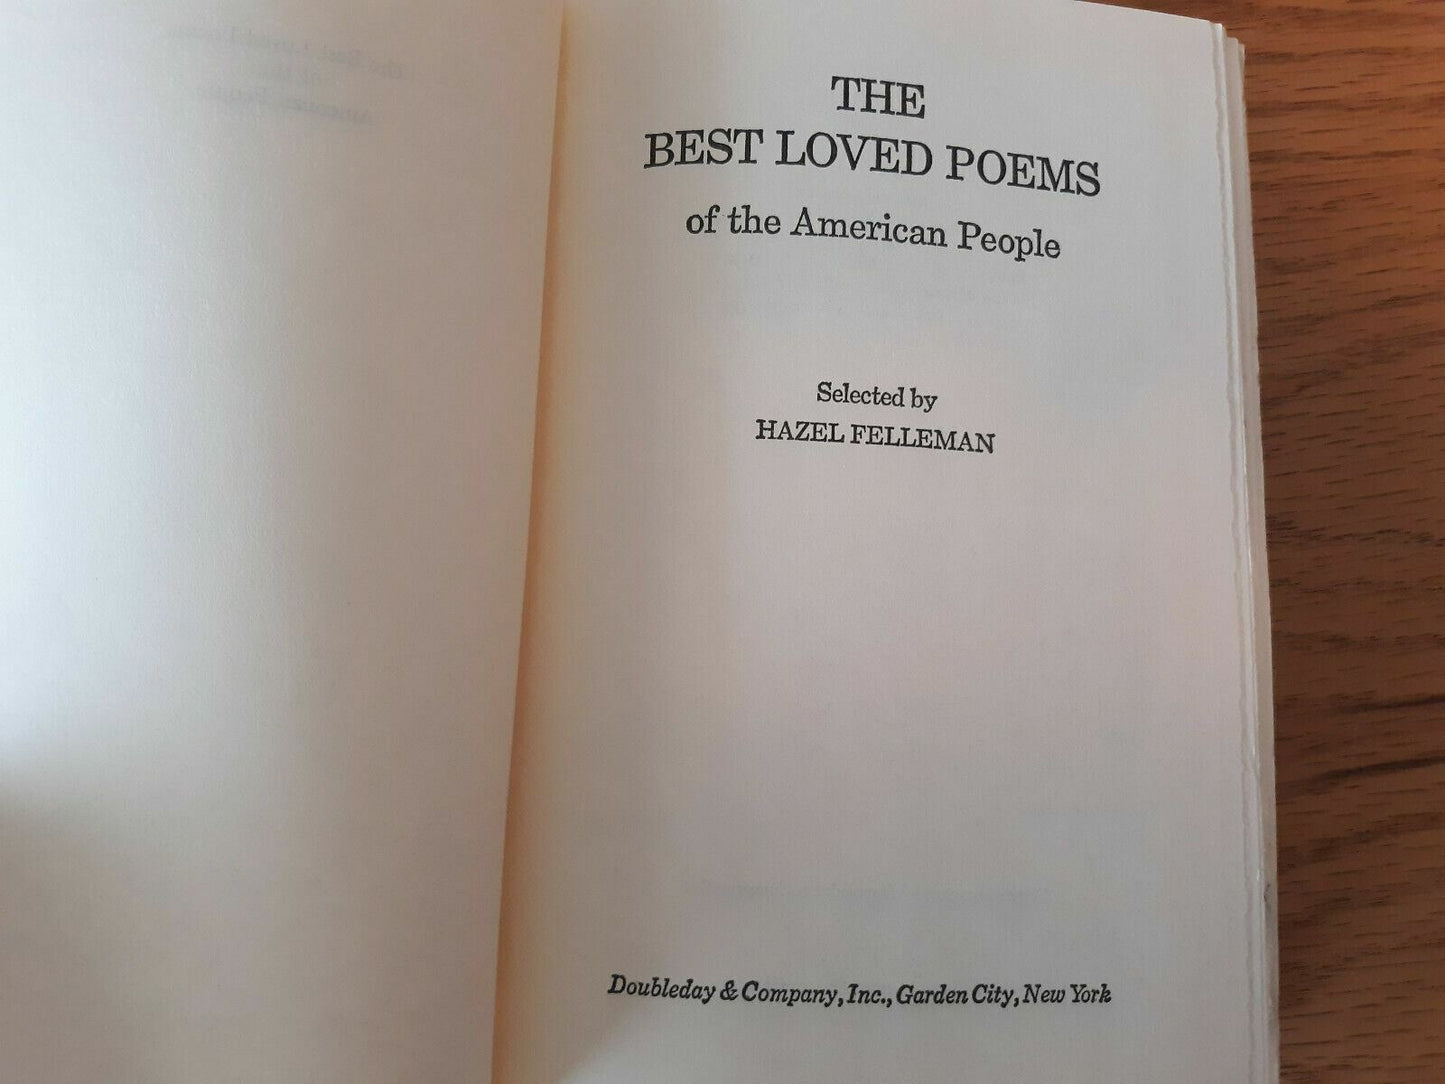 THE
BEST LOVED POEMS
of the American People
Selected by
HAZEL FELLEMAN
Doubleday & Company, Inc., Garden City, New York